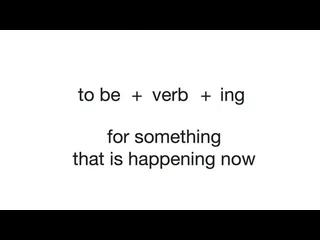 to be + verb + ing
for something
that is happening now